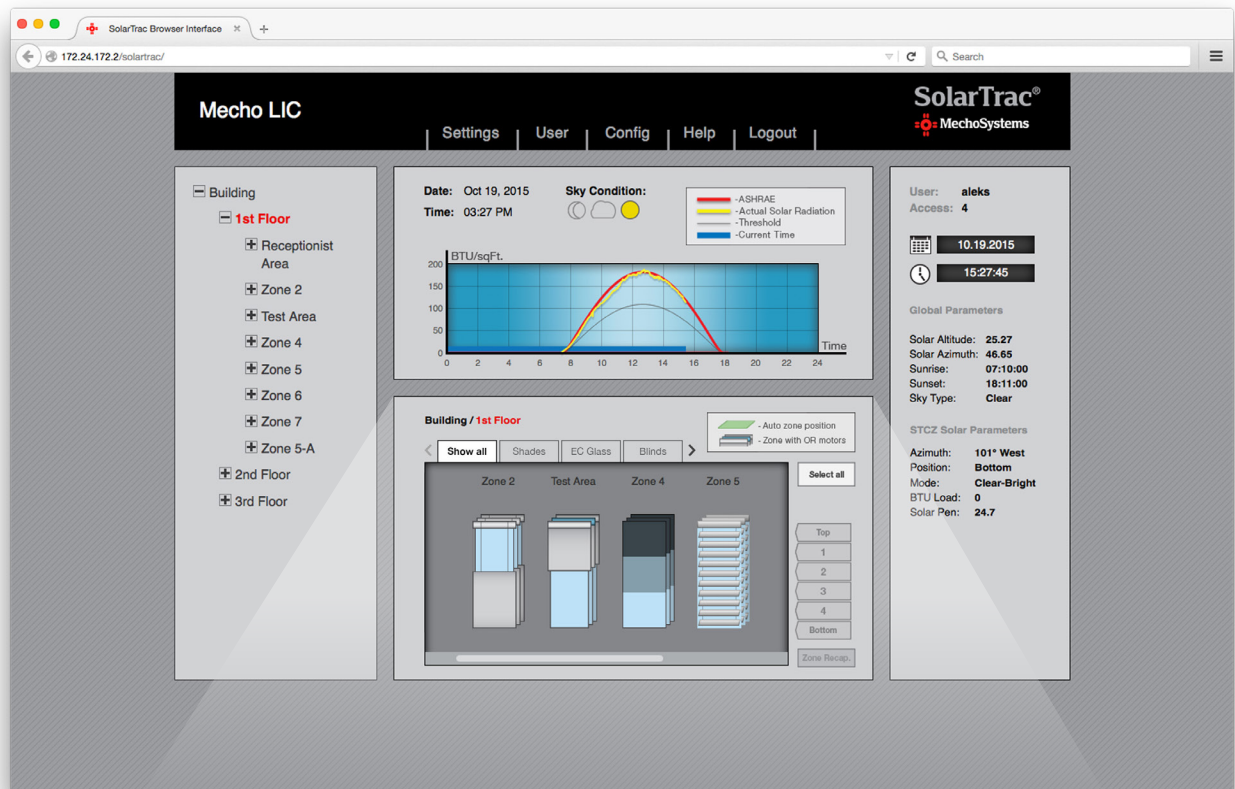 SolarTrac Browser Interface
172.24.172.2/solartrac/
Search
Mecho LIC
Settings
User
Config
Help
Logout
SolarTrac®
MechoSystems
Building
1st Floor
Receptionist
Area
Zone 2
Test Area
Zone 4
Zone 5
Zone 6
Zone 7
Zone 5-A
2nd Floor
3rd Floor
Date: Oct 19, 2015
Time: 03:27 PM
Sky Condition:
-ASHRAE
-Actual Solar Radiation
-Threshold
-Current Time
BTU/sqFt.
200
150
100
50
0
0 2 4 6 8 10 12 14 16 18 20 22 24
Time
Building / 1st Floor
- Auto zone position
- Zone with OR motors
Show all
Shades
EC Glass
Blinds
Select all
Zone 2
Test Area
Zone 4
Zone 5
Top
1
2
3
4
Bottom
Zone Recap.
User: aleks
Access: 4
10.19.2015
15:27:45
Global Parameters
Solar Altitude: 25.27
Solar Azimuth: 46.65
Sunrise: 07:10:00
Sunset: 18:11:00
Sky Type: Clear
STCZ Solar Parameters
Azimuth: 101° West
Position: Bottom
Mode: Clear-Bright
BTU Load: 0
Solar Pen: 24.7